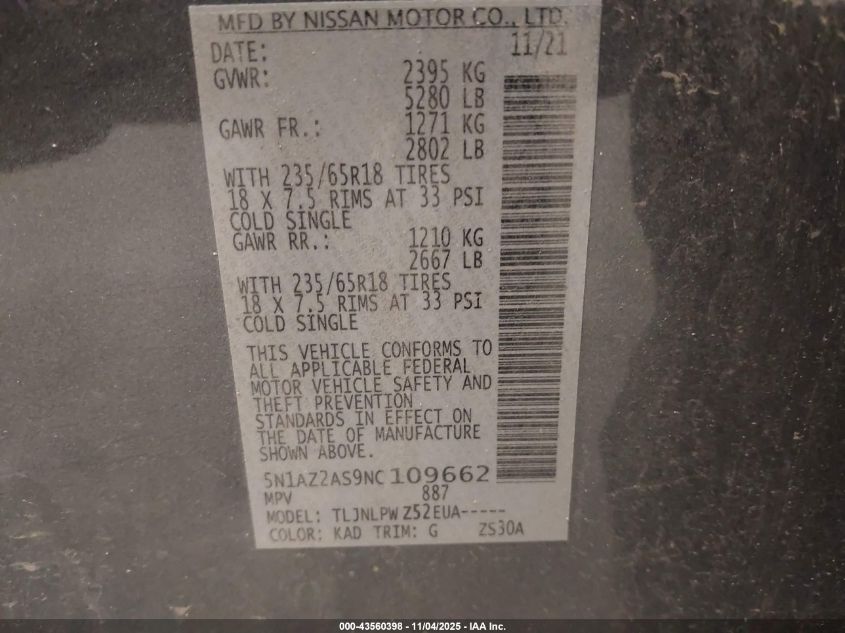 MFD BY NISSAN MOTOR CO., LTD.
DATE: 11/21
GVWR: 2395 KG
5280 LB
GAWR FR.: 1271 KG
2802 LB
WITH 235/65R18 TIRES
18 X 7.5 RIMS AT 33 PSI
COLD SINGLE
GAWR RR.: 1210 KG
2667 LB
WITH 235/65R18 TIRES
18 X 7.5 RIMS AT 33 PSI
COLD SINGLE
THIS VEHICLE CONFORMS TO
ALL APPLICABLE FEDERAL
MOTOR VEHICLE SAFETY AND
THEFT PREVENTION
STANDARDS IN EFFECT ON
THE DATE OF MANUFACTURE
SHOWN ABOVE.
5N1AZ2AS9NC109662
MPV 887
MODEL: TLJNLPW Z52EUA-----
COLOR: KAD TRIM: G ZS30A
000-43560398 - 11/04/2025 - IAA Inc.